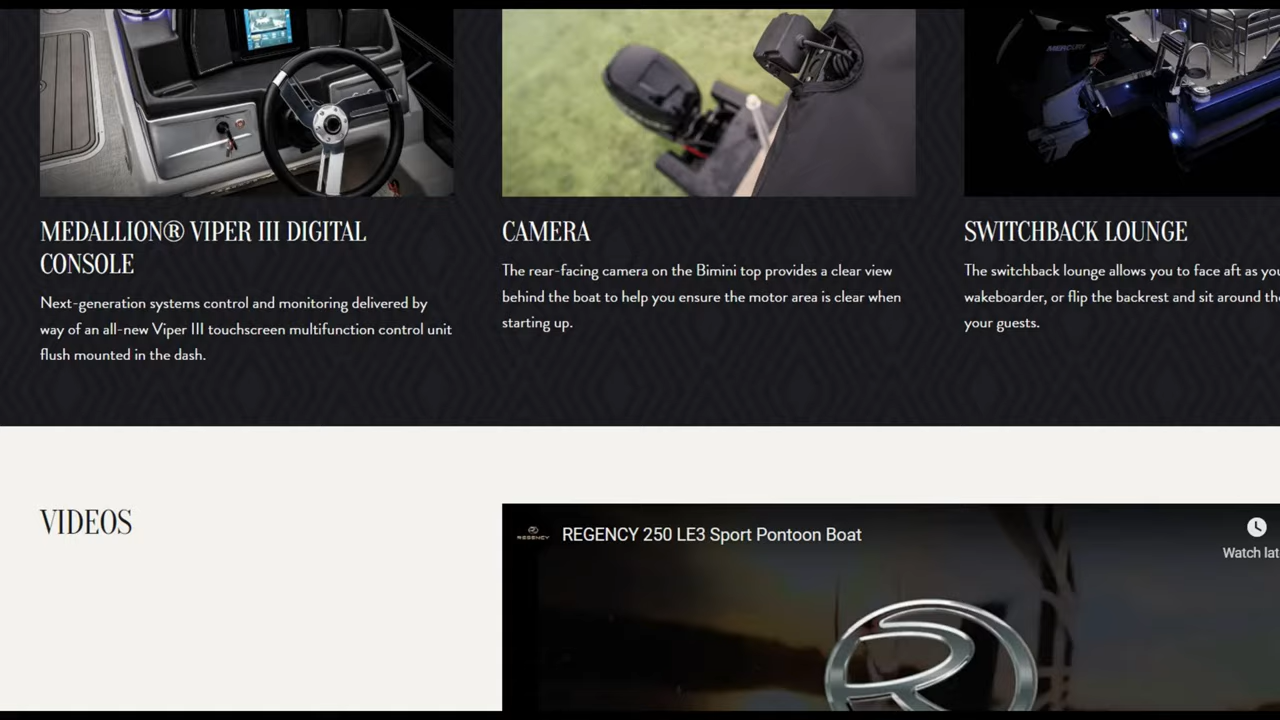 MERCURY
MEDALLION® VIPER III DIGITAL
CONSOLE
Next-generation systems control and monitoring delivered by
way of an all-new Viper III touchscreen multifunction control unit
flush mounted in the dash.
CAMERA
The rear-facing camera on the Bimini top provides a clear view
behind the boat to help you ensure the motor area is clear when
starting up.
SWITCHBACK LOUNGE
The switchback lounge allows you to face aft as you
wakeboarder, or flip the backrest and sit around the
your guests.
VIDEOS
REGENCY
REGENCY 250 LE3 Sport Pontoon Boat
Watch lat
R